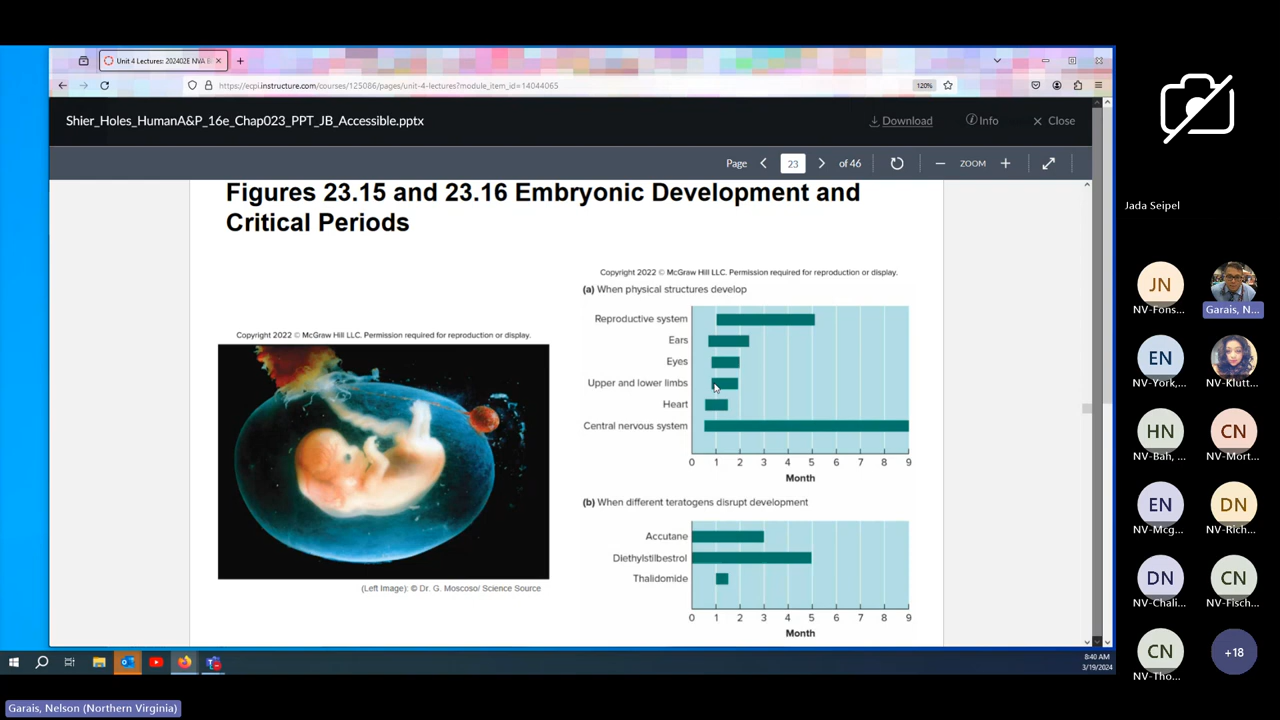 Unit 4 Lectures: 202402E NVA B
https://ecpi.instructure.com/courses/125086/pages/unit-4-lectures?module_item_id=14044065
120%
Shier_Holes_HumanA&P_16e_Chap023_PPT_JB_Accessible.pptx
Download
Info
Close
Page 23 of 46
ZOOM
Figures 23.15 and 23.16 Embryonic Development and
Critical Periods
Copyright 2022 © McGraw Hill LLC. Permission required for reproduction or display.
(Left Image): © Dr. G. Moscoso/ Science Source
Copyright 2022 © McGraw Hill LLC. Permission required for reproduction or display.
(a) When physical structures develop
Reproductive system
Ears
Eyes
Upper and lower limbs
Heart
Central nervous system
0 1 2 3 4 5 6 7 8 9
Month
(b) When different teratogens disrupt development
Accutane
Diethylstilbestrol
Thalidomide
0 1 2 3 4 5 6 7 8 9
Month
8:40 AM
3/19/2024
Jada Seipel
JN
NV-Fons...
Garais, N...
EN
NV-York,...
NV-Klutt...
HN
NV-Bah, ...
CN
NV-Mort...
EN
NV-Mcg...
DN
NV-Rich...
DN
NV-Chali...
CN
NV-Fisch...
CN
NV-Tho...
+18
Garais, Nelson (Northern Virginia)